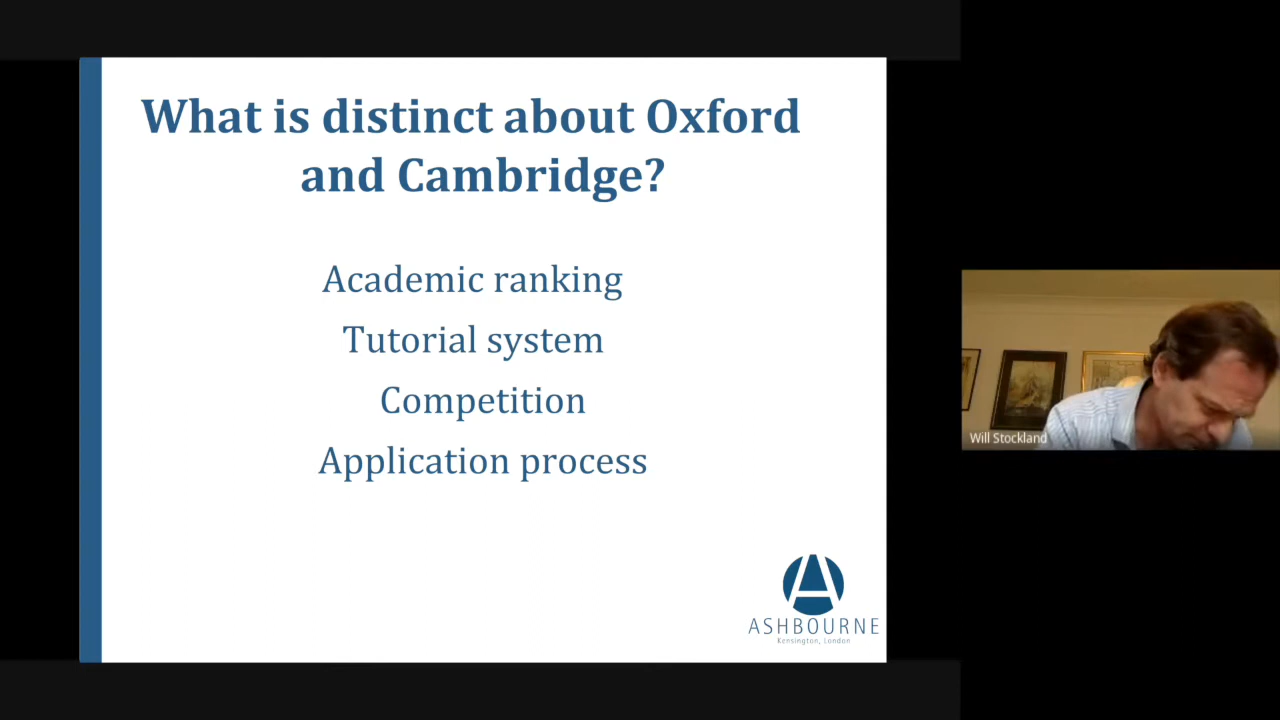 What is distinct about Oxford
and Cambridge?
Academic ranking
Tutorial system
Competition
Application process
Will Stockland
ASHBOURNE
Kensington, London